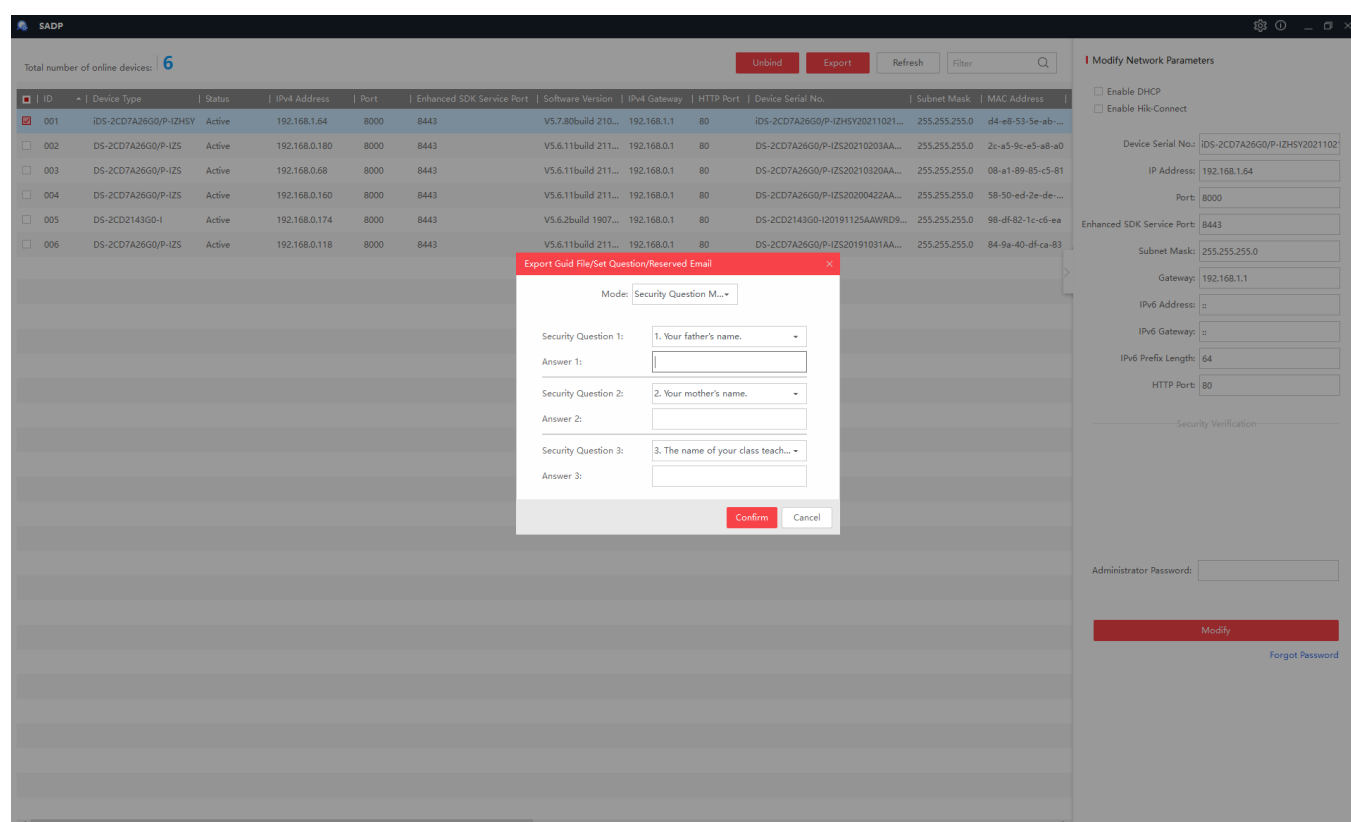 SADP
Total number of online devices: 6
Unbind Export Refresh Filter
ID Device Type Status IPv4 Address Port Enhanced SDK Service Port Software Version IPv4 Gateway HTTP Port Device Serial No. Subnet Mask MAC Address
001 iDS-2CD7A26G0/P-IZHSY Active 192.168.1.64 8000 8443 V5.7.80build 210... 192.168.1.1 80 iDS-2CD7A26G0/P-IZHSY20211021... 255.255.255.0 d4-e8-53-5e-ab-...
002 DS-2CD7A26G0/P-IZS Active 192.168.0.180 8000 8443 V5.6.11build 211... 192.168.0.1 80 DS-2CD7A26G0/P-IZS20210203AA... 255.255.255.0 2c-a5-9c-e5-a8-a0
003 DS-2CD7A26G0/P-IZS Active 192.168.0.68 8000 8443 V5.6.11build 211... 192.168.0.1 80 DS-2CD7A26G0/P-IZS20210320AA... 255.255.255.0 08-a1-89-85-c5-81
004 DS-2CD7A26G0/P-IZS Active 192.168.0.160 8000 8443 V5.6.11build 211... 192.168.0.1 80 DS-2CD7A26G0/P-IZS20200422AA... 255.255.255.0 58-50-ed-2e-de-...
005 DS-2CD2143G0-I Active 192.168.0.174 8000 8443 V5.6.2build 1907... 192.168.0.1 80 DS-2CD2143G0-I20191125AAWRD9... 255.255.255.0 98-df-82-1c-c6-ea
006 DS-2CD7A26G0/P-IZS Active 192.168.0.118 8000 8443 V5.6.11build 211... 192.168.0.1 80 DS-2CD7A26G0/P-IZS20191031AA... 255.255.255.0 84-9a-40-df-ca-83
Export Guid File/Set Question/Reserved Email
Mode: Security Question M...
Security Question 1: 1. Your father's name.
Answer 1:
Security Question 2: 2. Your mother's name.
Answer 2:
Security Question 3: 3. The name of your class teach...
Answer 3:
Confirm Cancel
Modify Network Parameters
Enable DHCP
Enable Hik-Connect
Device Serial No.: iDS-2CD7A26G0/P-IZHSY2021102
IP Address: 192.168.1.64
Port: 8000
Enhanced SDK Service Port: 8443
Subnet Mask: 255.255.255.0
Gateway: 192.168.1.1
IPv6 Address: ::
IPv6 Gateway: ::
IPv6 Prefix Length: 64
HTTP Port: 80
Security Verification
Administrator Password:
Modify
Forgot Password